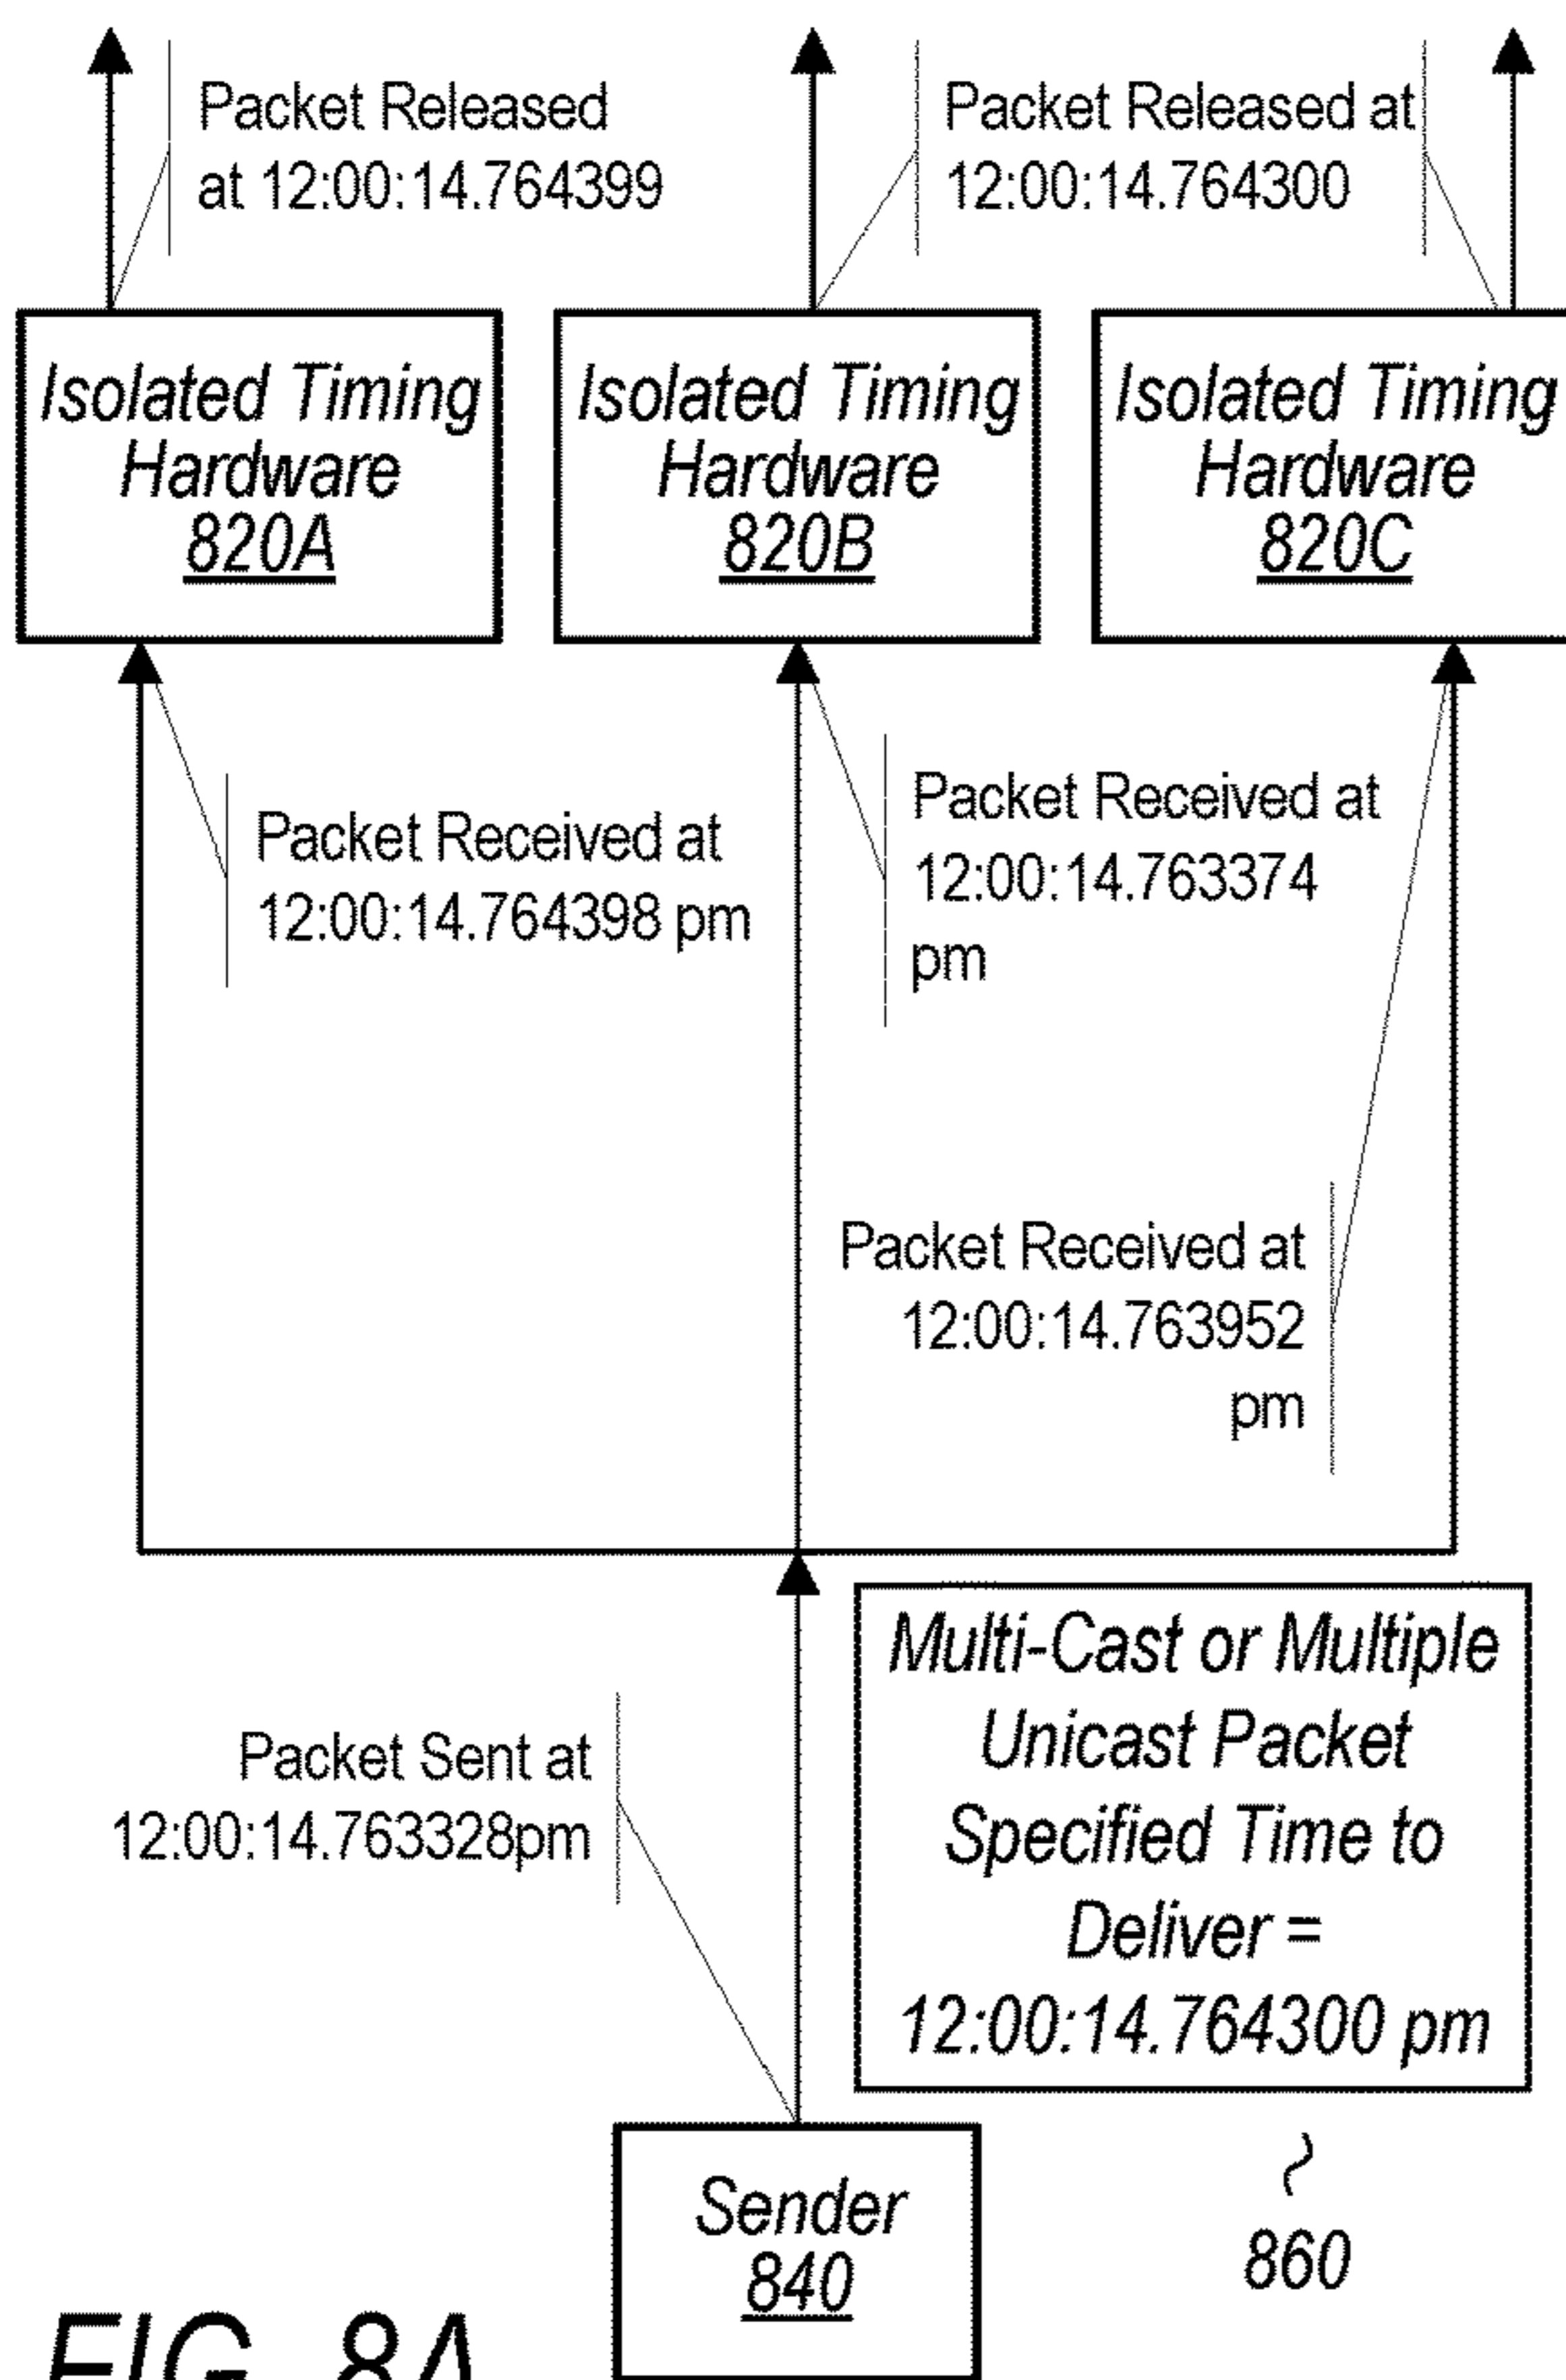 Packet Released
at 12:00:14.764399
Packet Released at
12:00:14.764300
Isolated Timing
Hardware
820A
Isolated Timing
Hardware
820B
Isolated Timing
Hardware
820C
Packet Received at
12:00:14.764398 pm
Packet Received at
12:00:14.763374
pm
Packet Received at
12:00:14.763952
pm
Packet Sent at
12:00:14.763328pm
Multi-Cast or Multiple
Unicast Packet
Specified Time to
Deliver =
12:00:14.764300 pm
860
Sender
840
FIG. 8A